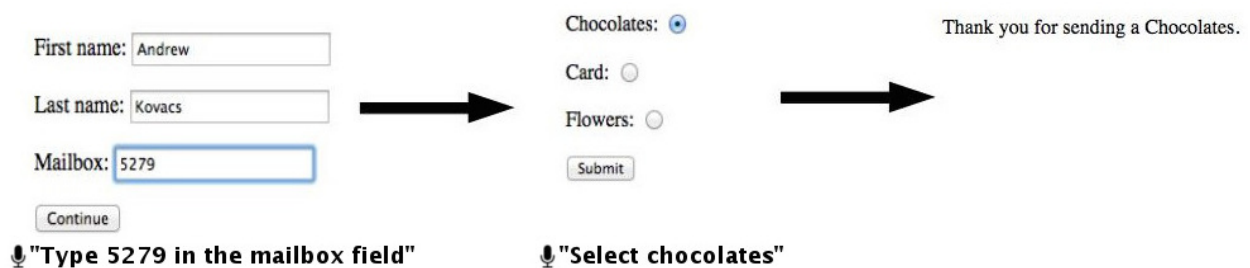 First name: Andrew
Last name: Kovacs
Mailbox: 5279
Continue
"Type 5279 in the mailbox field"
Chocolates:
Card:
Flowers:
Submit
"Select chocolates"
Thank you for sending a Chocolates.